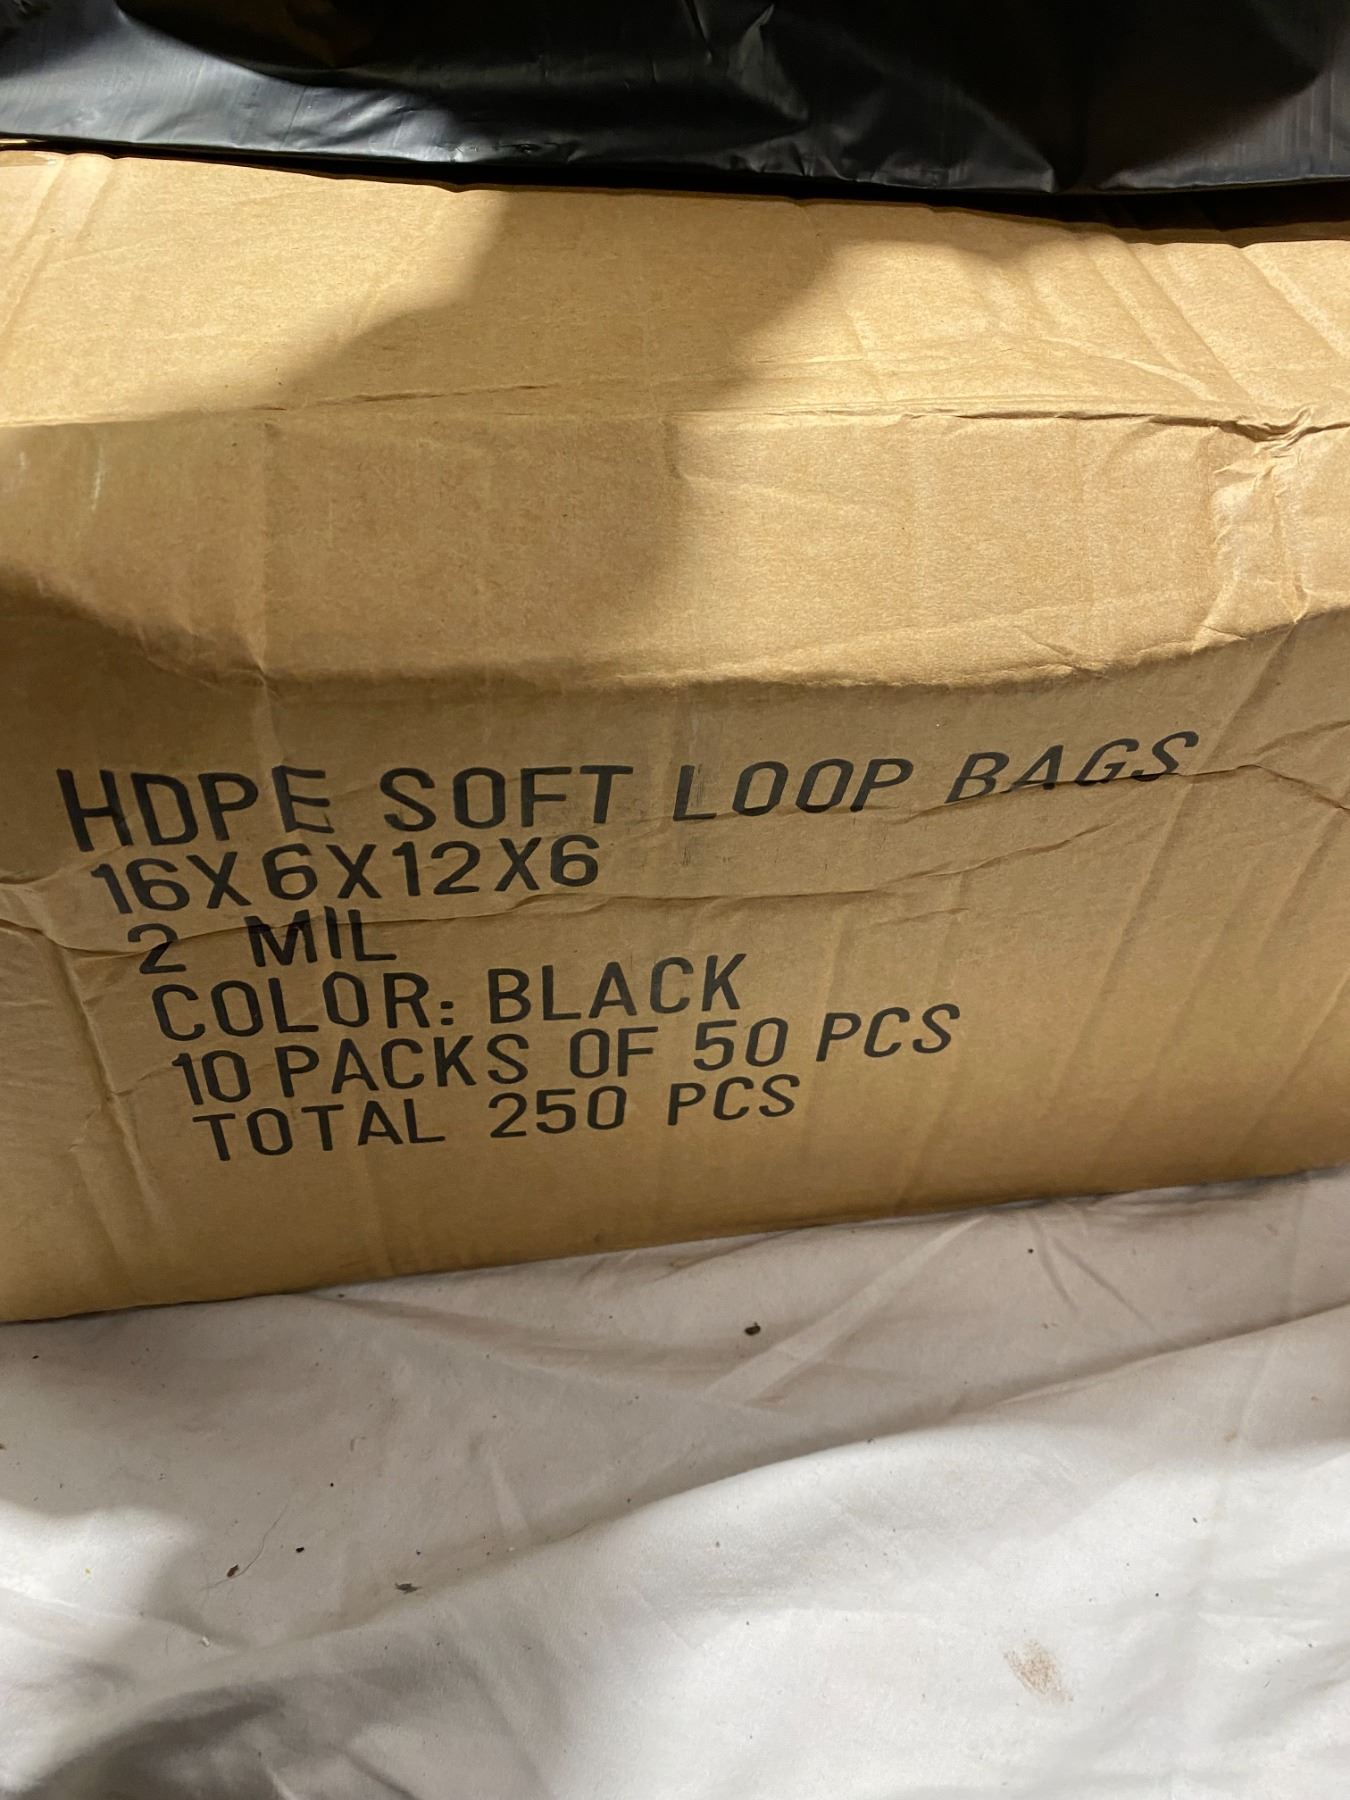 HDPE SOFT LOOP BAGS
16X6X12X6
2 MIL
COLOR: BLACK
10 PACKS OF 50 PCS
TOTAL 250 PCS